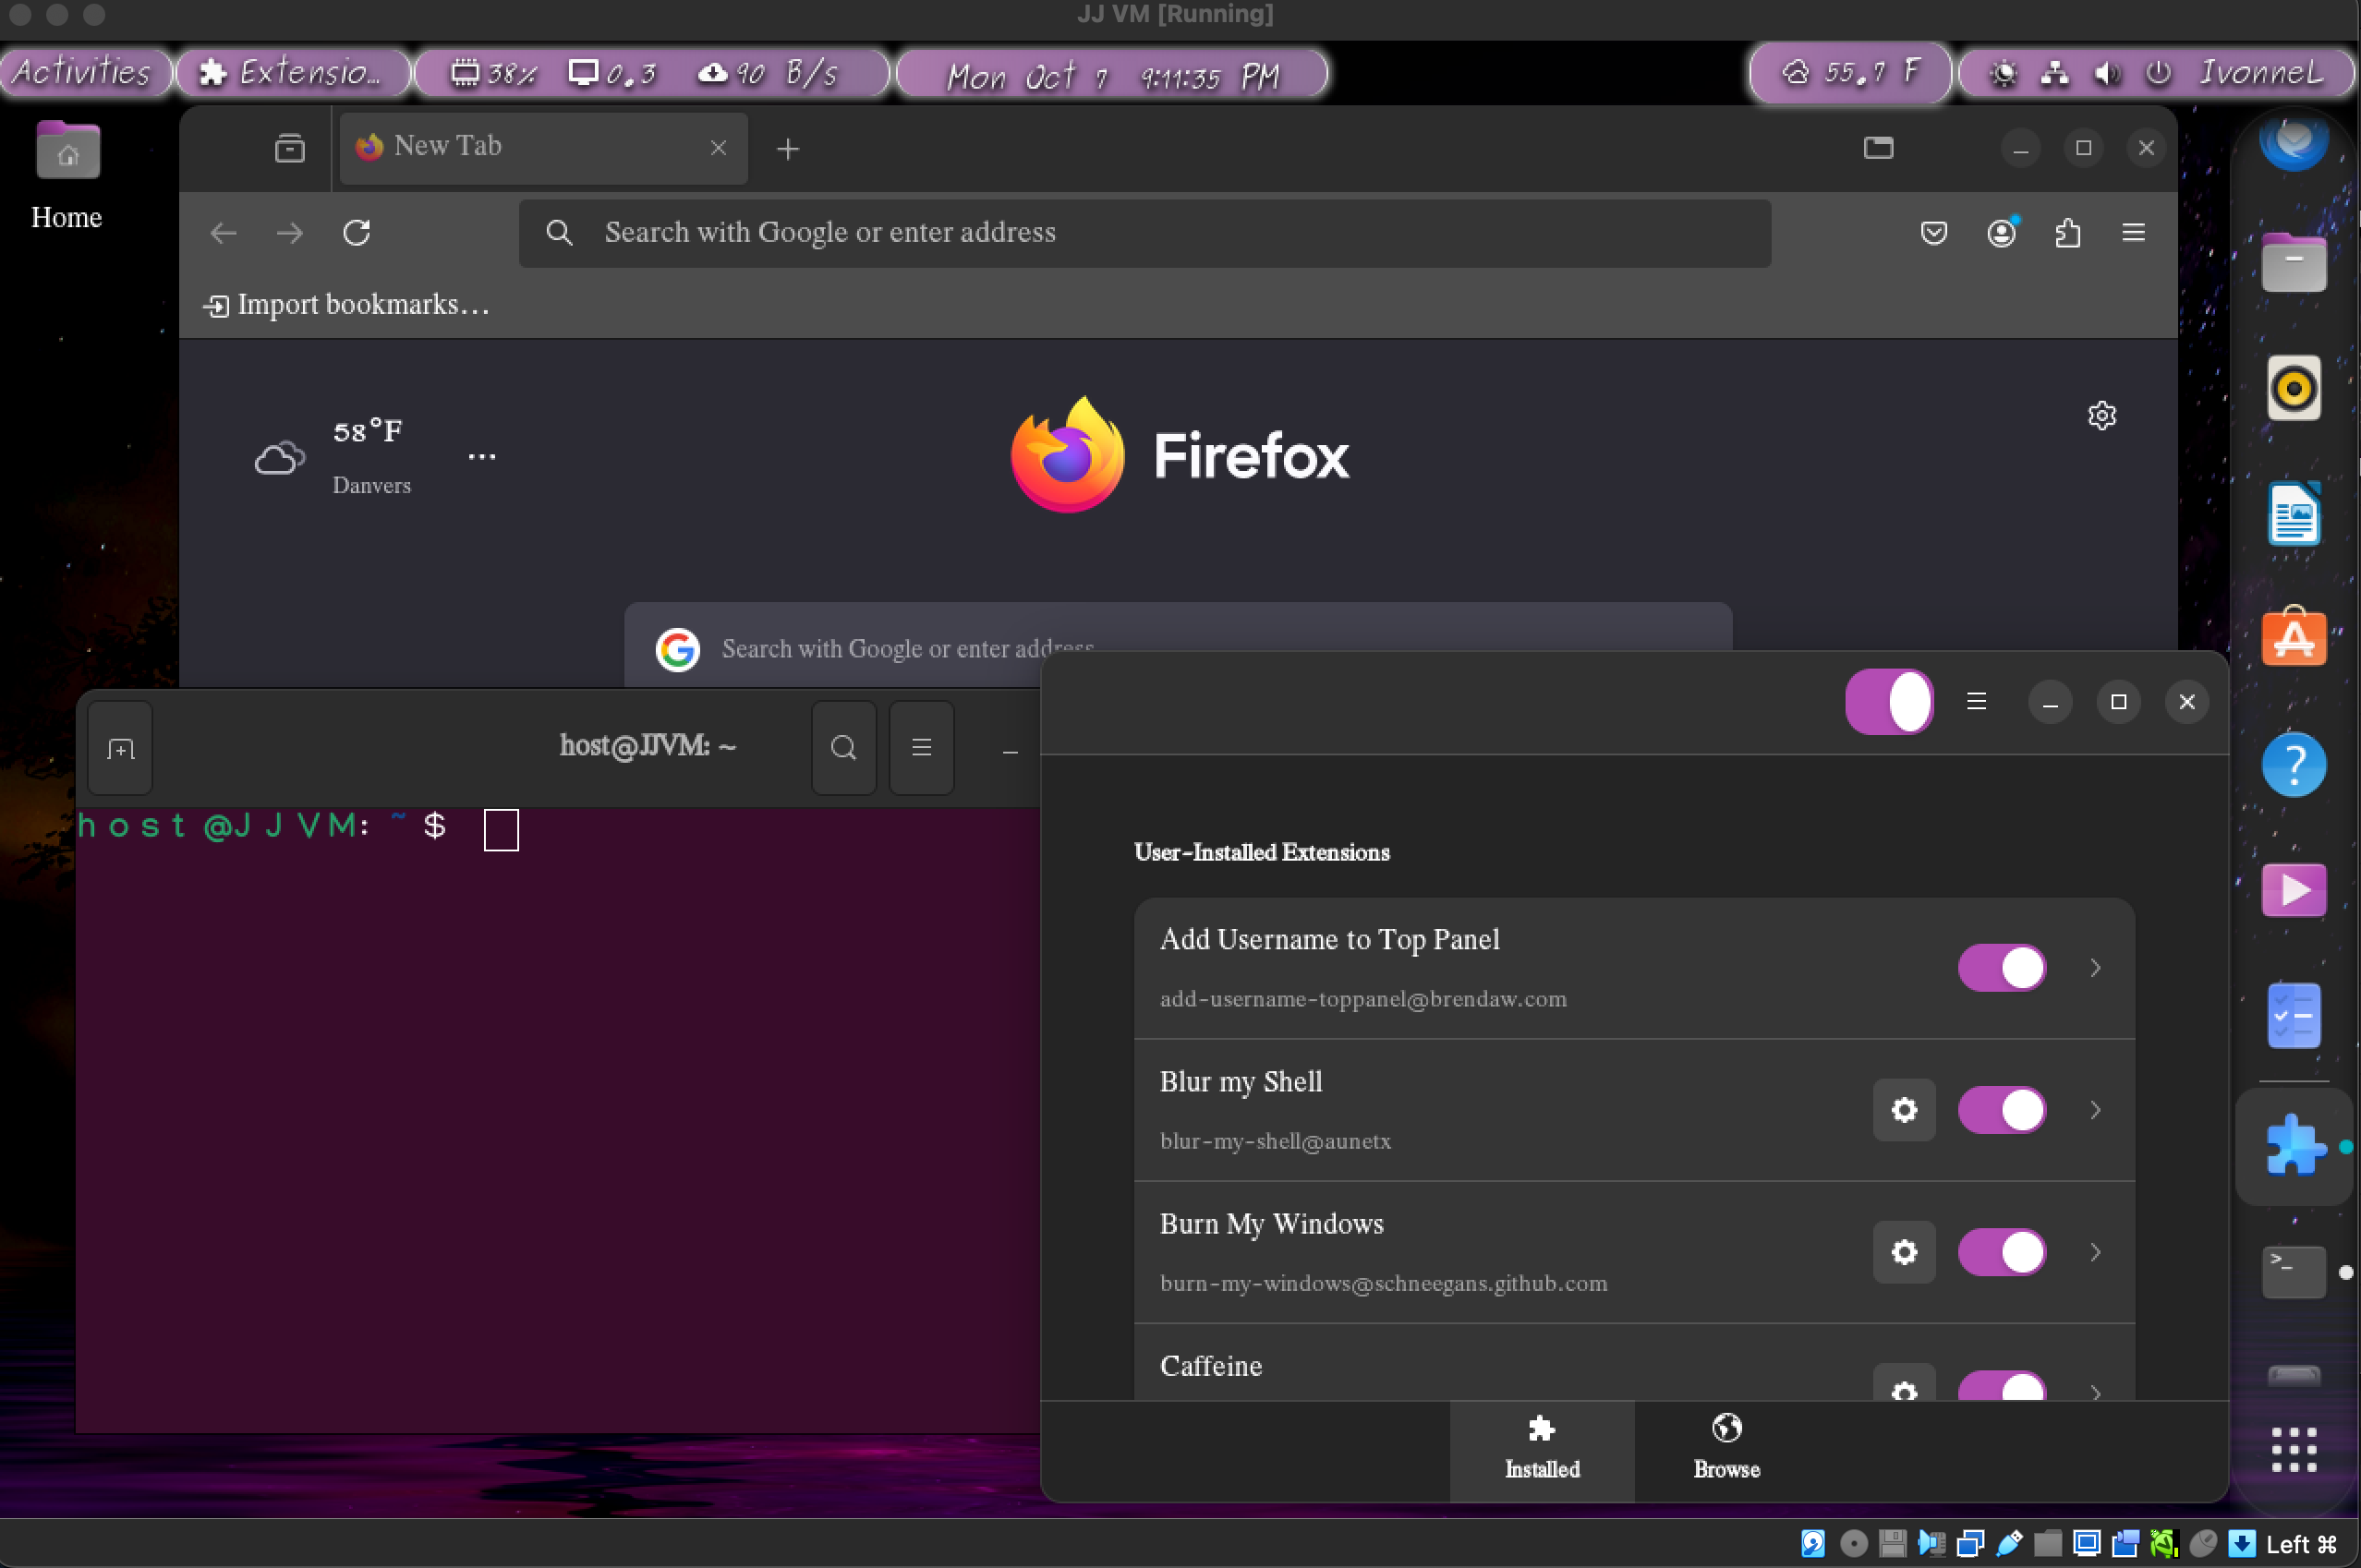 JJ VM [Running]
Activities Extensio... 38% 0.3 90 B/s Mon Oct 7 9:11:35 PM 55.7 F IvonneL
Home
New Tab
Search with Google or enter address
Import bookmarks...
58°F
Danvers
Firefox
Search with Google or enter address
host@JJVM: ~
host@JJVM:~$
User-Installed Extensions
Add Username to Top Panel
add-username-toppanel@brendaw.com
Blur my Shell
blur-my-shell@aunetx
Burn My Windows
burn-my-windows@schneegans.github.com
Caffeine
Installed
Browse
Left ⌘